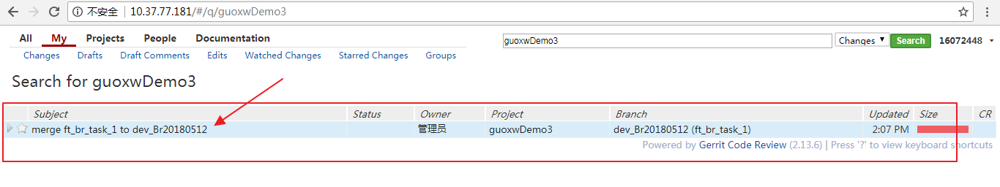 不安全 10.37.77.181/#/q/guoxwDemo3
All My Projects People Documentation guoxwDemo3 Changes Search 16072448
Changes Drafts Draft Comments Edits Watched Changes Starred Changes Groups
Search for guoxwDemo3
Subject Status Owner Project Branch Updated Size CR
merge ft_br_task_1 to dev_Br20180512 管理员 guoxwDemo3 dev_Br20180512 (ft_br_task_1) 2:07 PM
Powered by Gerrit Code Review (2.13.6) | Press '?' to view keyboard shortcuts